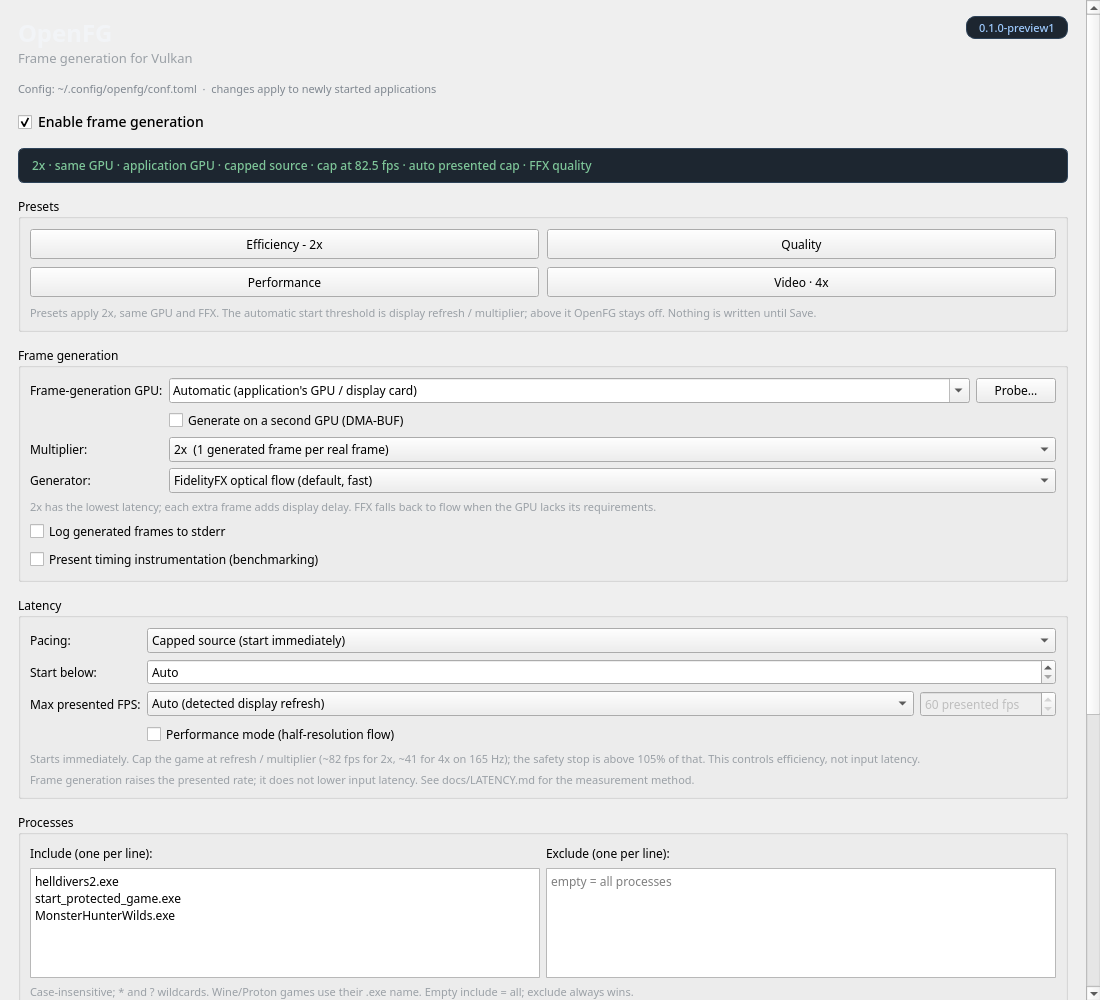 OpenFG
0.1.0-preview1
Frame generation for Vulkan
Config: ~/.config/openfg/conf.toml · changes apply to newly started applications
Enable frame generation
2x · same GPU · application GPU · capped source · cap at 82.5 fps · auto presented cap · FFX quality
Presets
Efficiency - 2x
Quality
Performance
Video · 4x
Presets apply 2x, same GPU and FFX. The automatic start threshold is display refresh / multiplier; above it OpenFG stays off. Nothing is written until Save.
Frame generation
Frame-generation GPU: Automatic (application's GPU / display card) Probe...
Generate on a second GPU (DMA-BUF)
Multiplier: 2x (1 generated frame per real frame)
Generator: FidelityFX optical flow (default, fast)
2x has the lowest latency; each extra frame adds display delay. FFX falls back to flow when the GPU lacks its requirements.
Log generated frames to stderr
Present timing instrumentation (benchmarking)
Latency
Pacing: Capped source (start immediately)
Start below: Auto
Max presented FPS: Auto (detected display refresh) 60 presented fps
Performance mode (half-resolution flow)
Starts immediately. Cap the game at refresh / multiplier (~82 fps for 2x, ~41 for 4x on 165 Hz); the safety stop is above 105% of that. This controls efficiency, not input latency.
Frame generation raises the presented rate; it does not lower input latency. See docs/LATENCY.md for the measurement method.
Processes
Include (one per line):
helldivers2.exe
start_protected_game.exe
MonsterHunterWilds.exe
Exclude (one per line):
empty = all processes
Case-insensitive; * and ? wildcards. Wine/Proton games use their .exe name. Empty include = all; exclude always wins.